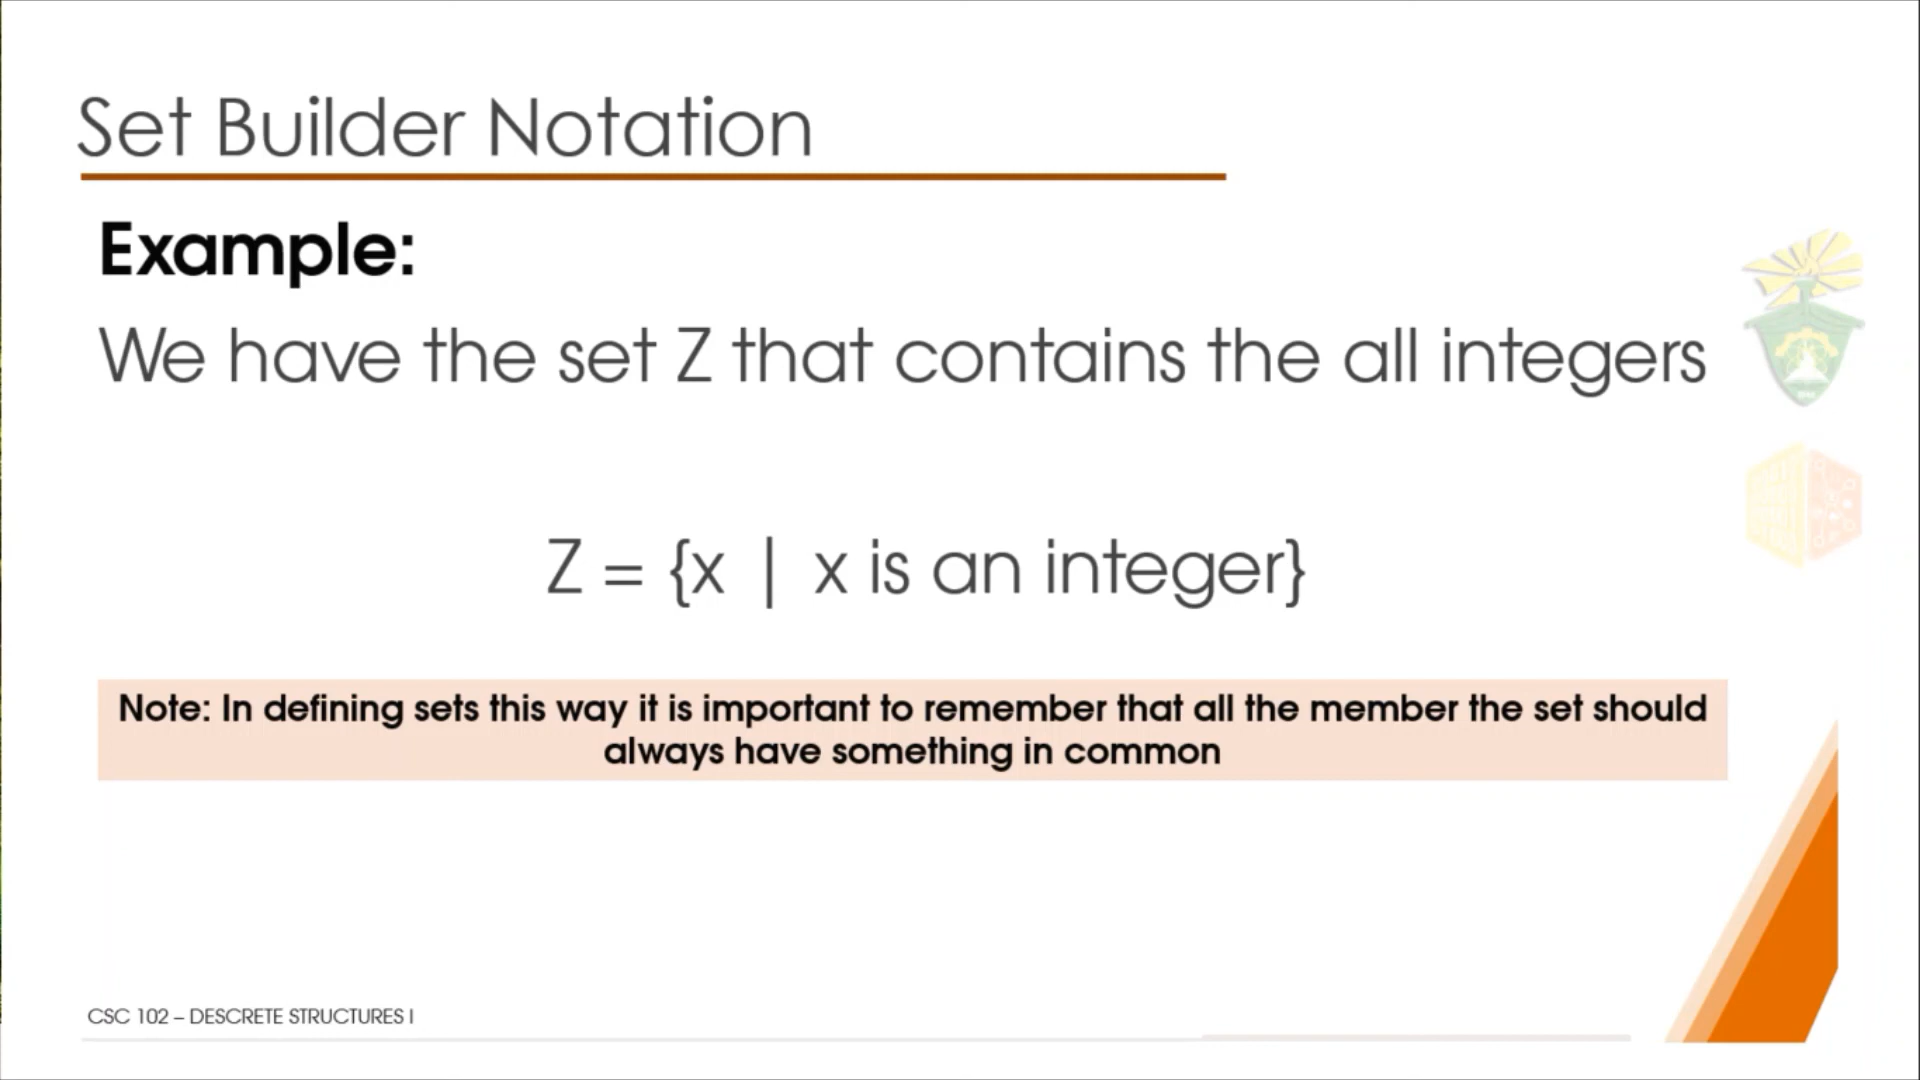 Set Builder Notation
Example:
We have the set Z that contains the all integers
Z = {x | x is an integer}
Note: In defining sets this way it is important to remember that all the member the set should
always have something in common
CSC 102 – DESCRETE STRUCTURES I